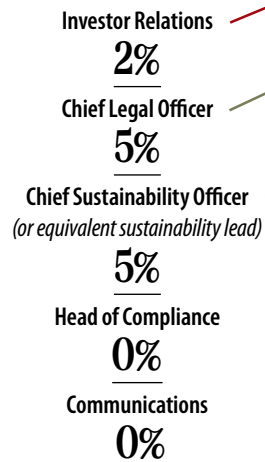 Investor Relations
2%
Chief Legal Officer
5%
Chief Sustainability Officer
(or equivalent sustainability lead)
5%
Head of Compliance
0%
Communications
0%